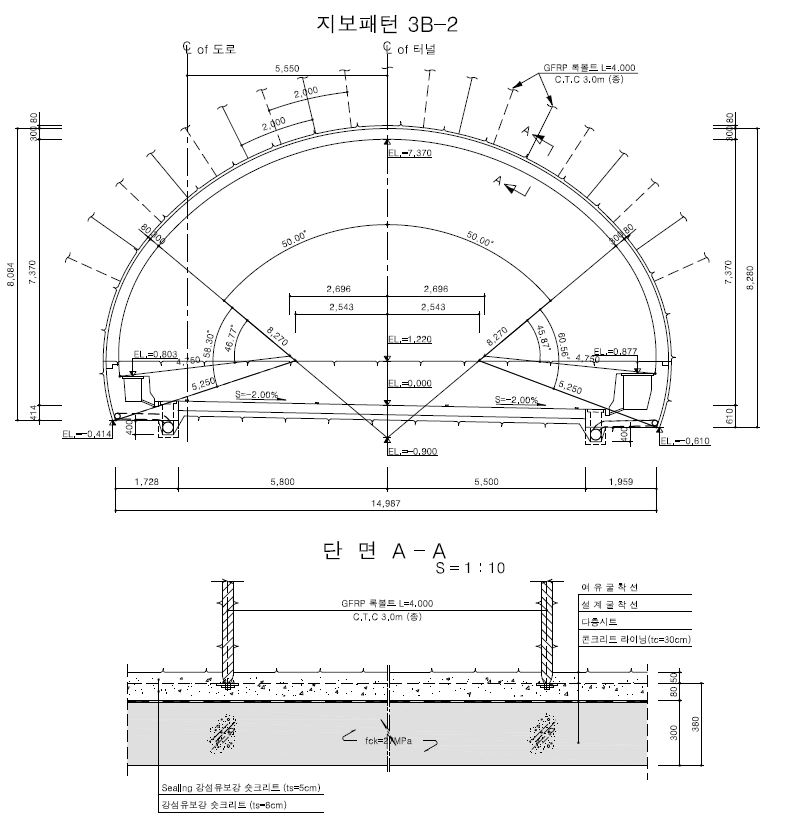 지보패턴 3B-2
℄ of 도로
℄ of 터널
5,550
GFRP 록볼트 L=4.000
C.T.C 3.0m (종)
2,000
2,000
A
A
300 80
300 80
EL.=7,370
80 300
300 80
50.00°
50.00°
8,084
7,370
7,370
8,280
2,696
2,696
2,543
2,543
58.30°
46.77°
8,270
8,270
45.87°
60.56°
EL.=1,220
EL.=0,803
4,750
4,750
EL.=0,877
5,250
5,250
EL.=0,000
S=-2.00%
S=-2.00%
414
610
400
400
EL.=-0,414
EL.=-0,610
EL.=-0,900
1,728
5,800
5,500
1,959
14,987
단 면 A - A
S = 1 : 10
GFRP 록볼트 L=4.000
C.T.C 3.0m (종)
여 유 굴 착 선
설 계 굴 착 선
다층시트
콘크리트 라이닝(tc=30cm)
80 50
300
380
Sealing 강섬유보강 숏크리트 (ts=5cm)
강섬유보강 숏크리트 (ts=8cm)